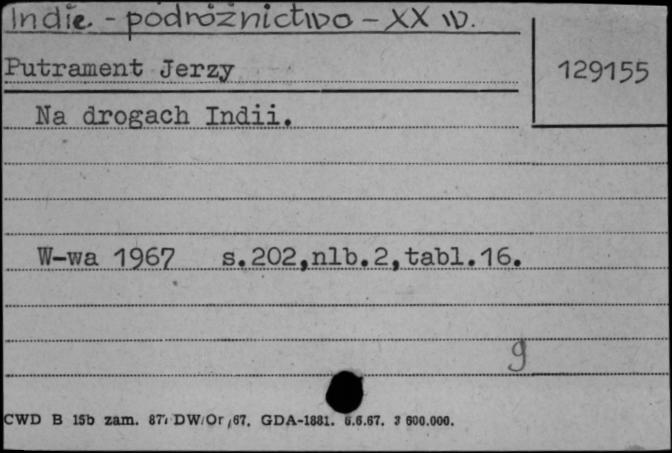 Indie - podróżnictwo - XX w.
Putrament Jerzy
129155
Na drogach Indii.
W-wa 1967 s.202,nlb.2,tabl.16.
g
CWD B 15b zam. 87/DW/Or/67. GDA-1881. 6.6.67. 3 600.000.